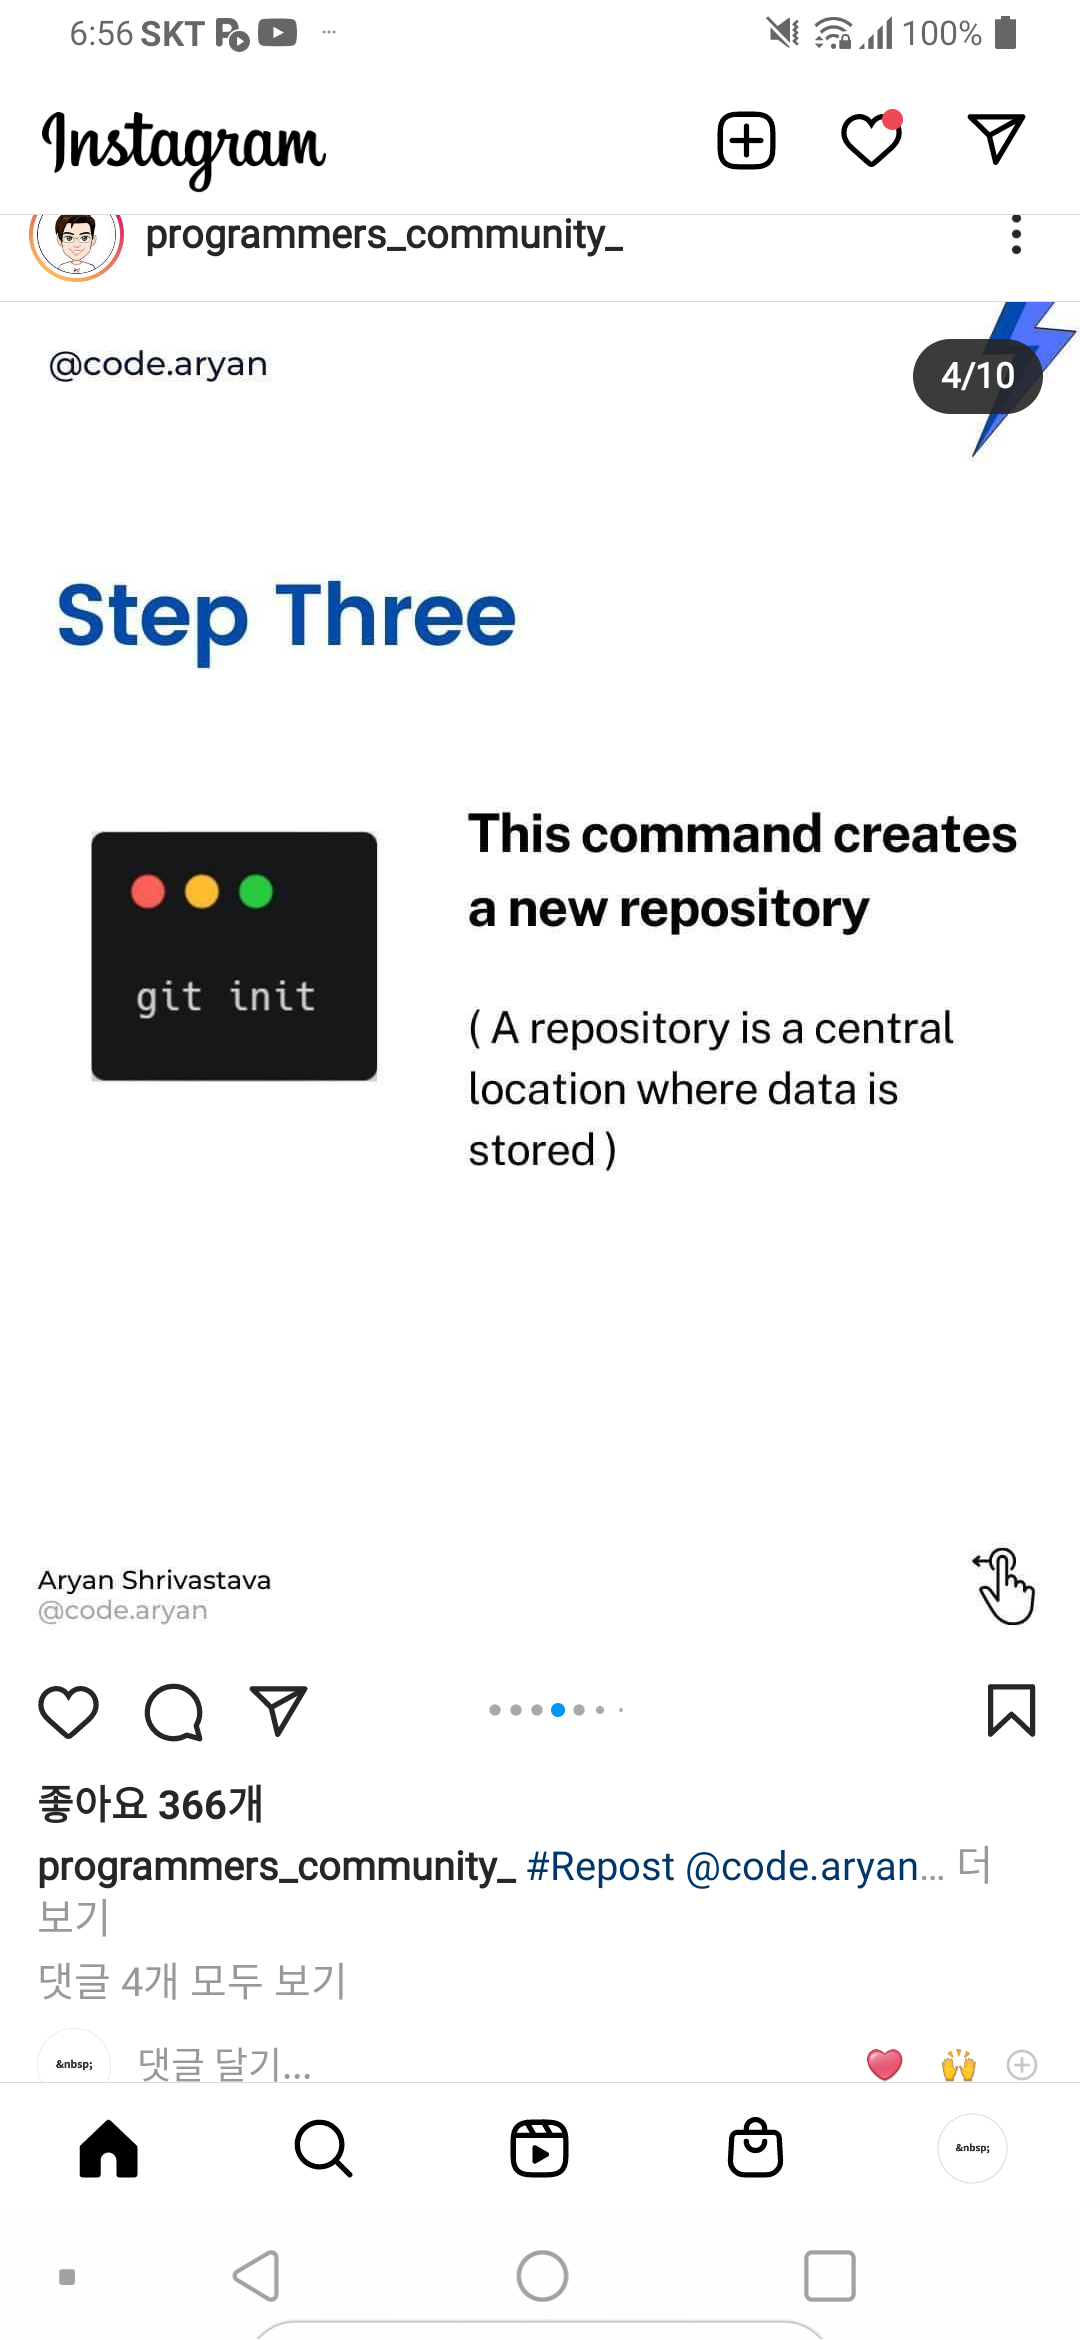 6:56 SKT 100%
Instagram
programmers_community_
@code.aryan
4/10
Step Three
This command creates
a new repository
git init
( A repository is a central
location where data is
stored )
Aryan Shrivastava
@code.aryan
좋아요 366개
programmers_community_ #Repost @code.aryan... 더
보기
댓글 4개 모두 보기
&nbsp; 댓글 달기...
&nbsp;